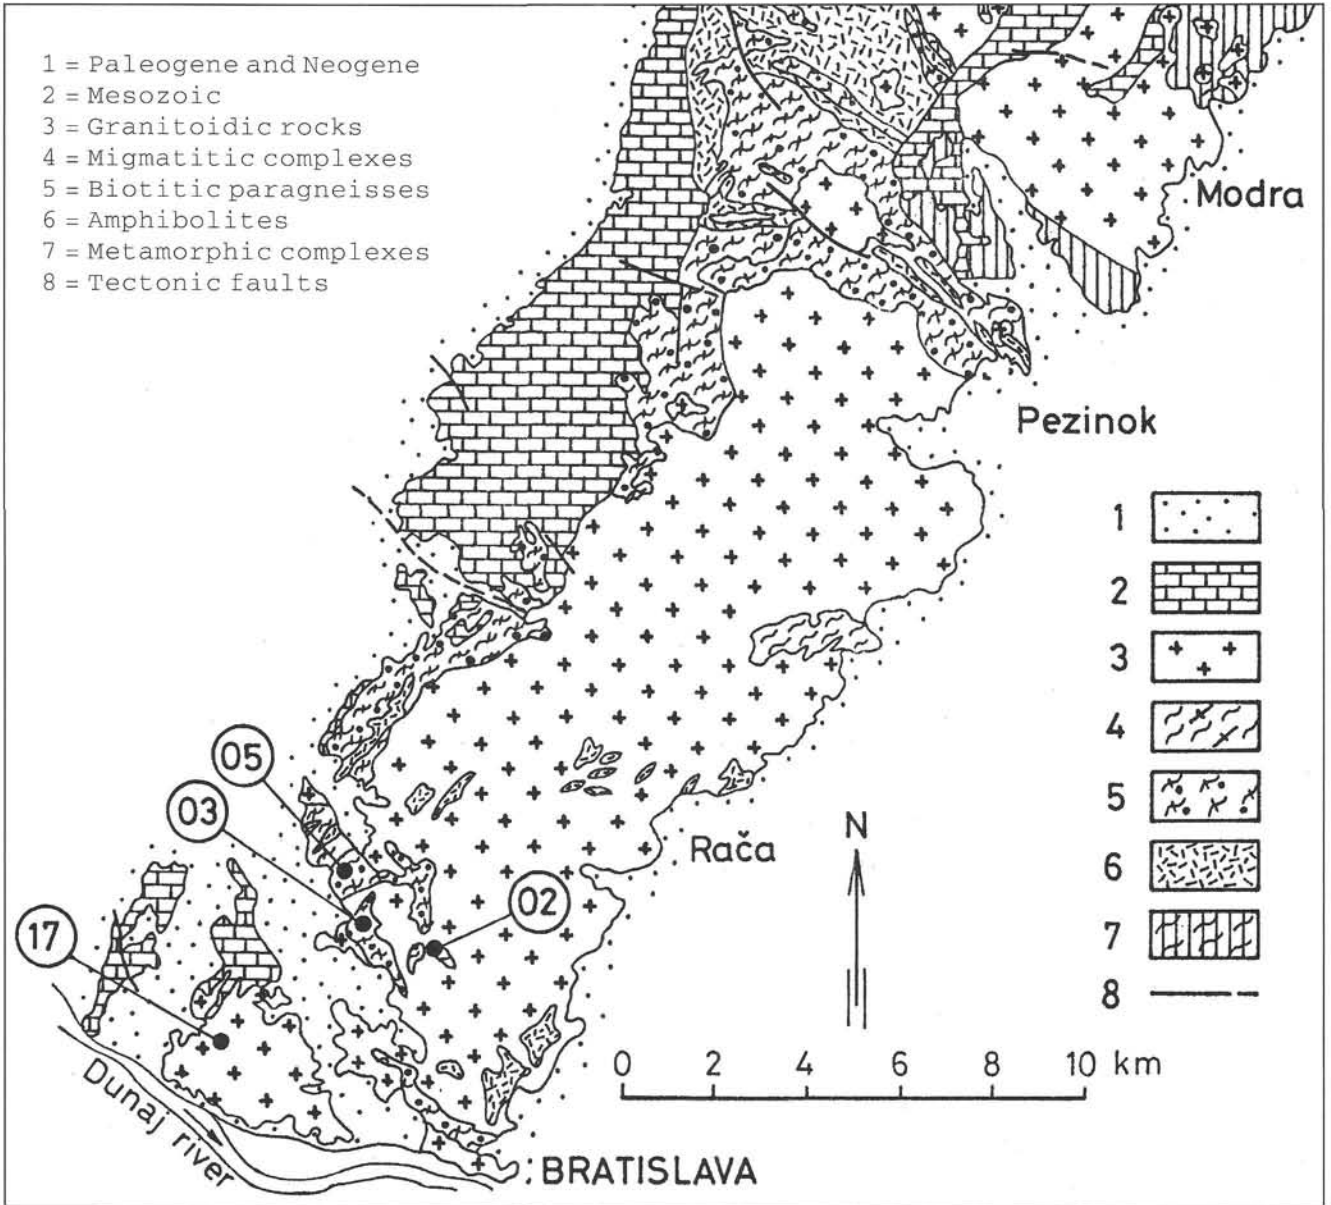 1 = Paleogene and Neogene
2 = Mesozoic
3 = Granitoidic rocks
4 = Migmatitic complexes
5 = Biotitic paragneisses
6 = Amphibolites
7 = Metamorphic complexes
8 = Tectonic faults
Modra
Pezinok
1
2
3
4
5
6
7
8
05
03
02
17
Rača
N
0 2 4 6 8 10 km
Dunaj river
BRATISLAVA